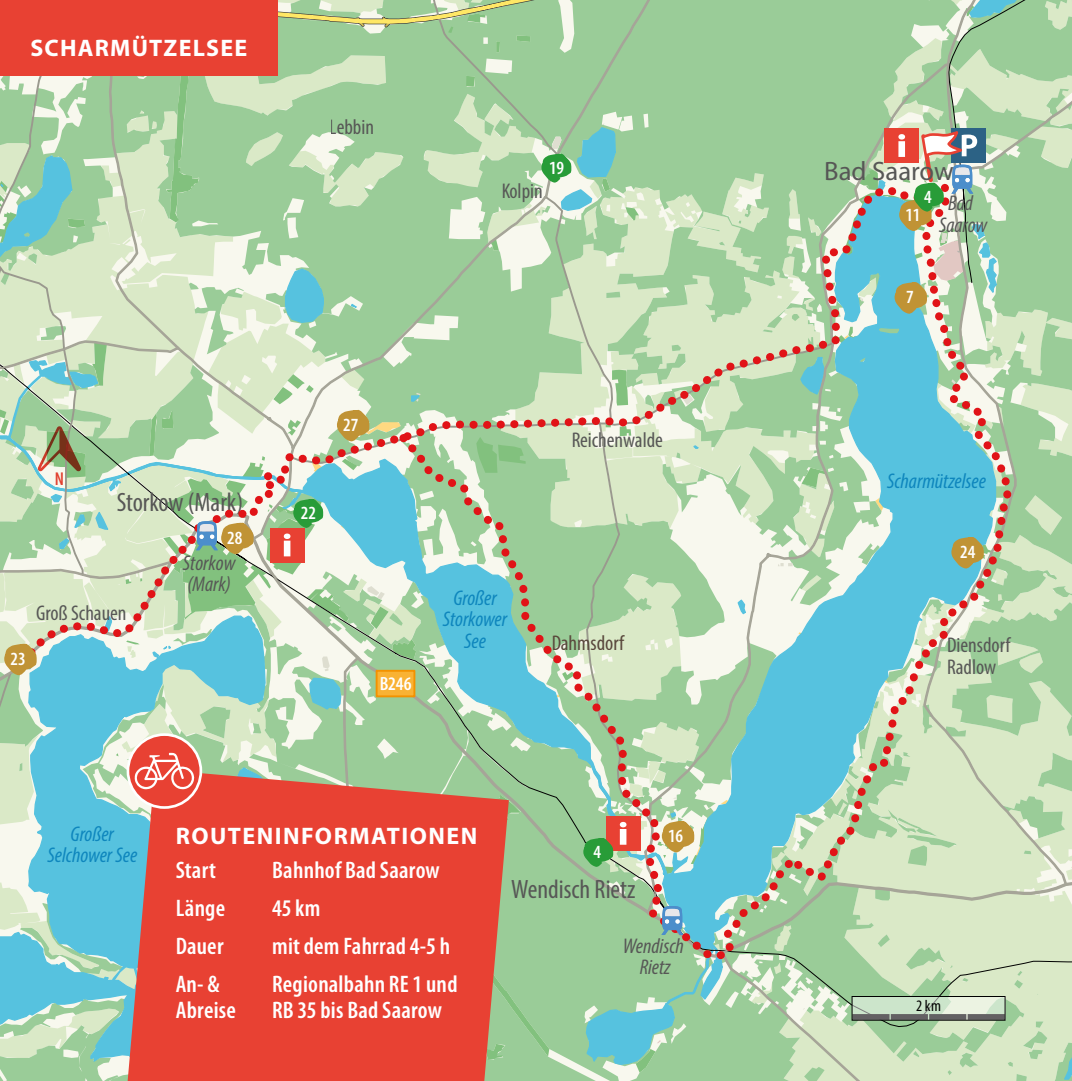 SCHARMÜTZELSEE
Lebbin
19
Kolpin
i
P
Bad Saarow
4
11
Bad
Saarow
7
27
Reichenwalde
N
Scharmützelsee
Storkow (Mark)
22
28
i
24
Storkow
(Mark)
Groß Schauen
Großer
Storkower
See
23
Dahmsdorf
Diensdorf
Radlow
B246
i
16
4
Wendisch Rietz
Wendisch
Rietz
Großer
Selchower See
2 km
ROUTENINFORMATIONEN
Start Bahnhof Bad Saarow
Länge 45 km
Dauer mit dem Fahrrad 4-5 h
An- & Regionalbahn RE 1 und
Abreise RB 35 bis Bad Saarow